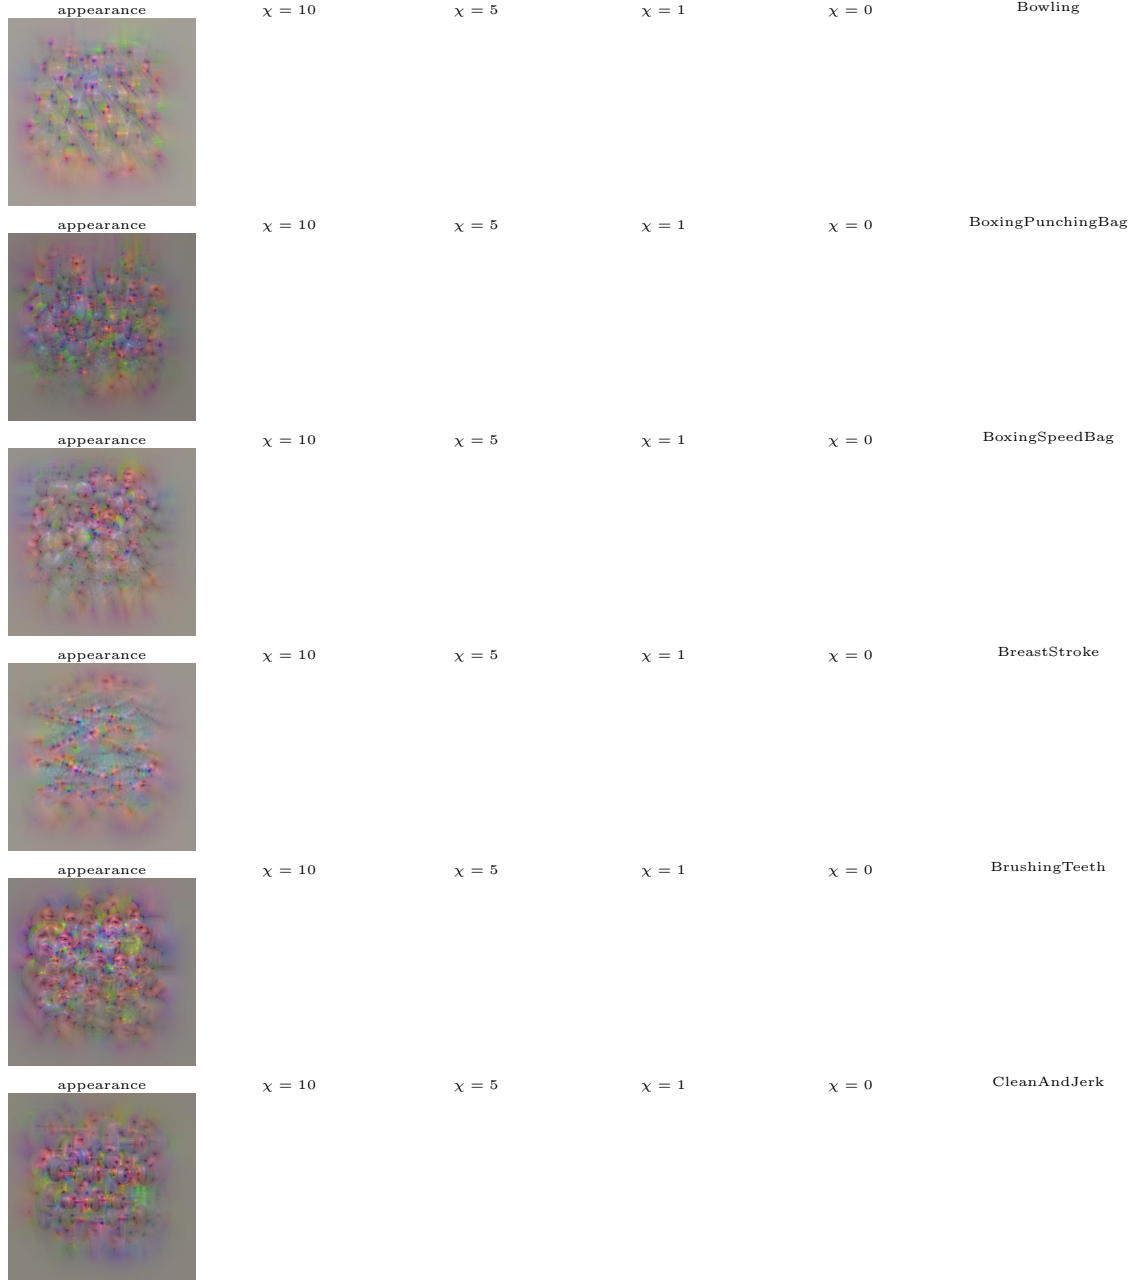 appearance χ = 10 χ = 5 χ = 1 χ = 0 Bowling
appearance χ = 10 χ = 5 χ = 1 χ = 0 BoxingPunchingBag
appearance χ = 10 χ = 5 χ = 1 χ = 0 BoxingSpeedBag
appearance χ = 10 χ = 5 χ = 1 χ = 0 BreastStroke
appearance χ = 10 χ = 5 χ = 1 χ = 0 BrushingTeeth
appearance χ = 10 χ = 5 χ = 1 χ = 0 CleanAndJerk